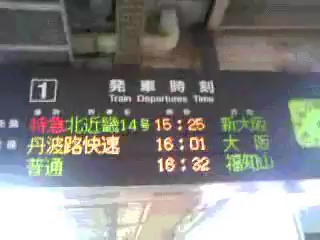 1 発車時刻
Train Departures Time
特急 北近畿14号 15:25 新大阪
丹波路快速 16:01 大阪
普通 16:32 福知山